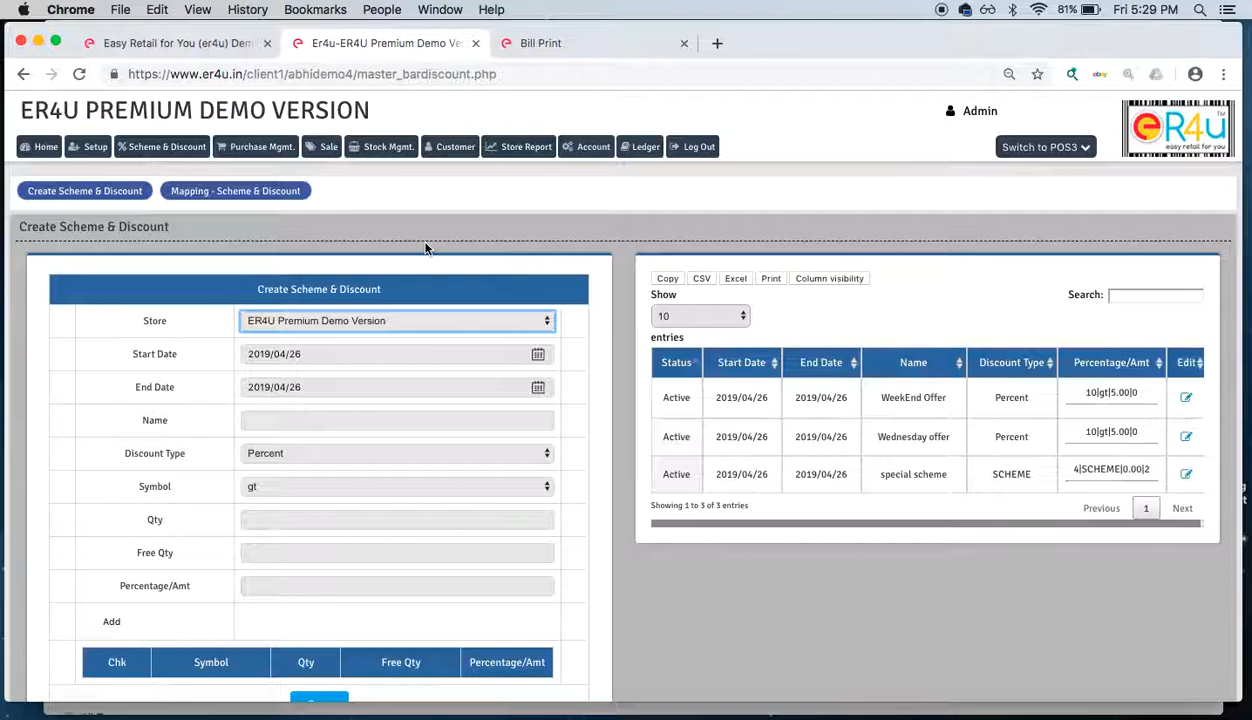 Chrome File Edit View History Bookmarks People Window Help 81% Fri 5:29 PM
Easy Retail for You (er4u) Dem Er4u-ER4U Premium Demo Ve Bill Print
https://www.er4u.in/client1/abhidemo4/master_bardiscount.php
ER4U PREMIUM DEMO VERSION
Admin
eR4u TM
easy retail for you
Home Setup Scheme & Discount Purchase Mgmt. Sale Stock Mgmt. Customer Store Report Account Ledger Log Out
Switch to POS3
Create Scheme & Discount Mapping - Scheme & Discount
Create Scheme & Discount
Create Scheme & Discount
Store ER4U Premium Demo Version
Start Date 2019/04/26
End Date 2019/04/26
Name
Discount Type Percent
Symbol gt
Qty
Free Qty
Percentage/Amt
Add
Chk Symbol Qty Free Qty Percentage/Amt
Copy CSV Excel Print Column visibility
Show
Search:
10
entries
Status Start Date End Date Name Discount Type Percentage/Amt Edit
Active 2019/04/26 2019/04/26 WeekEnd Offer Percent 10|gt|5.00|0
Active 2019/04/26 2019/04/26 Wednesday offer Percent 10|gt|5.00|0
Active 2019/04/26 2019/04/26 special scheme SCHEME 4|SCHEME|0.00|2
Showing 1 to 3 of 3 entries
Previous 1 Next